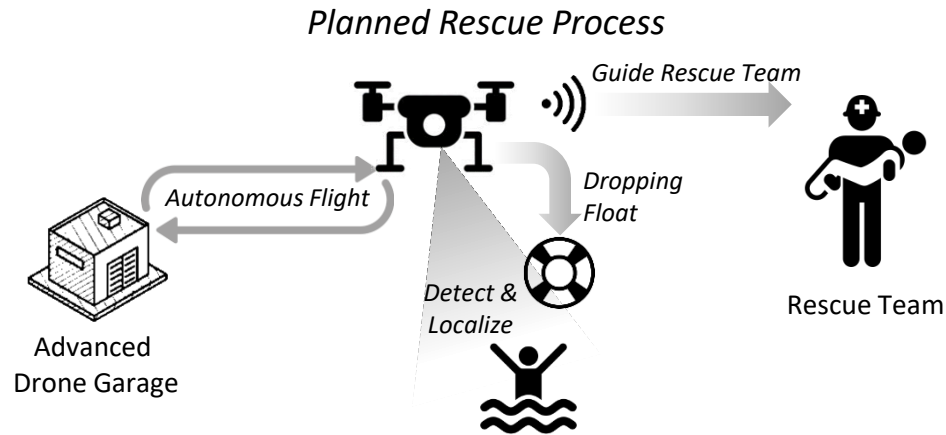 Planned Rescue Process
Guide Rescue Team
Autonomous Flight
Dropping
Float
Detect &
Localize
Rescue Team
Advanced
Drone Garage